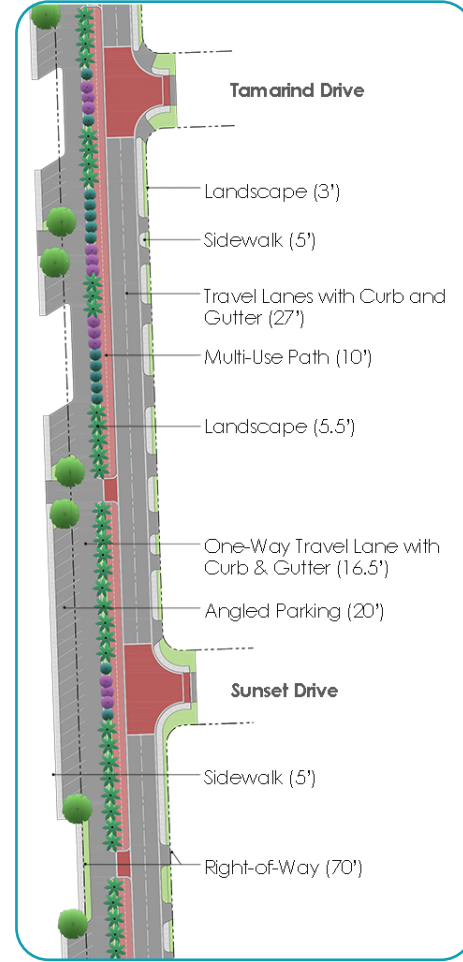 Tamarind Drive
Landscape (3')
Sidewalk (5')
Travel Lanes with Curb and
Gutter (27')
Multi-Use Path (10')
Landscape (5.5')
One-Way Travel Lane with
Curb & Gutter (16.5')
Angled Parking (20')
Sunset Drive
Sidewalk (5')
Right-of-Way (70')